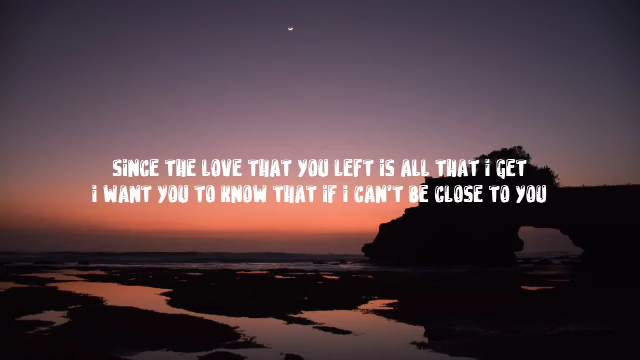 SINCE THE LOVE THAT YOU LEFT IS ALL THAT I GET
I WANT YOU TO KNOW THAT IF I CAN'T BE CLOSE TO YOU